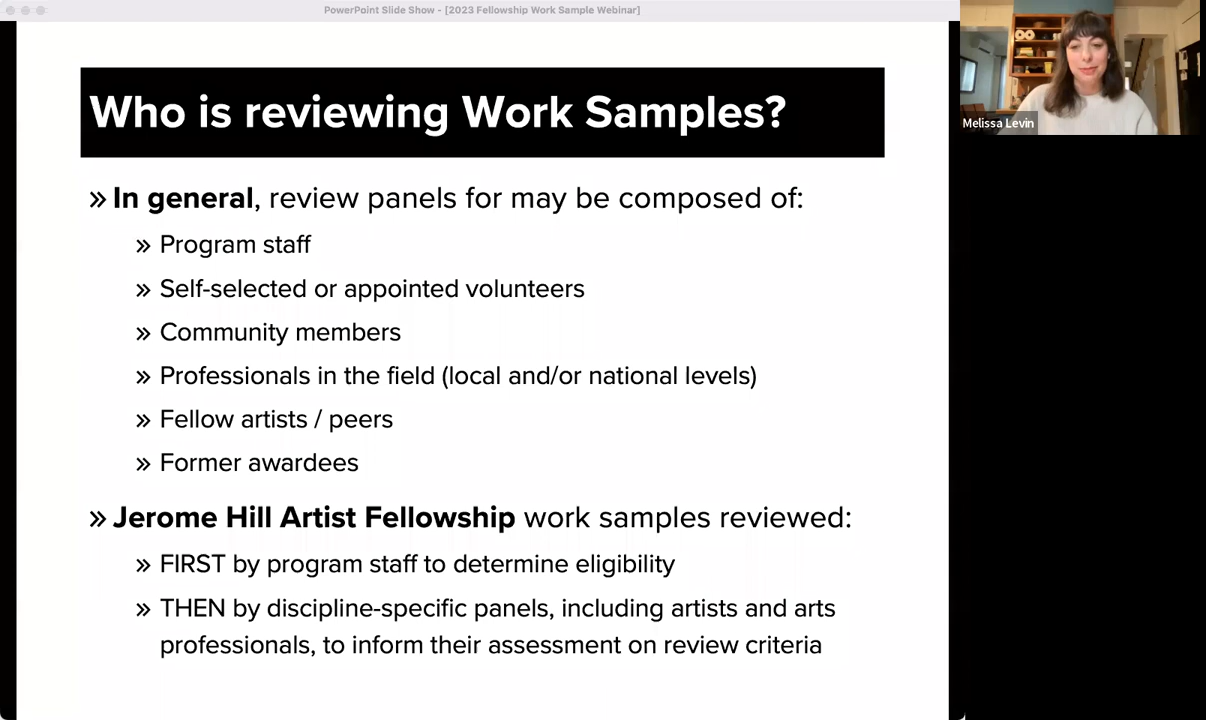 PowerPoint Slide Show - [2023 Fellowship Work Sample Webinar]
Who is reviewing Work Samples?
» In general, review panels for may be composed of:
» Program staff
» Self-selected or appointed volunteers
» Community members
» Professionals in the field (local and/or national levels)
» Fellow artists / peers
» Former awardees
» Jerome Hill Artist Fellowship work samples reviewed:
» FIRST by program staff to determine eligibility
» THEN by discipline-specific panels, including artists and arts
professionals, to inform their assessment on review criteria
Melissa Levin